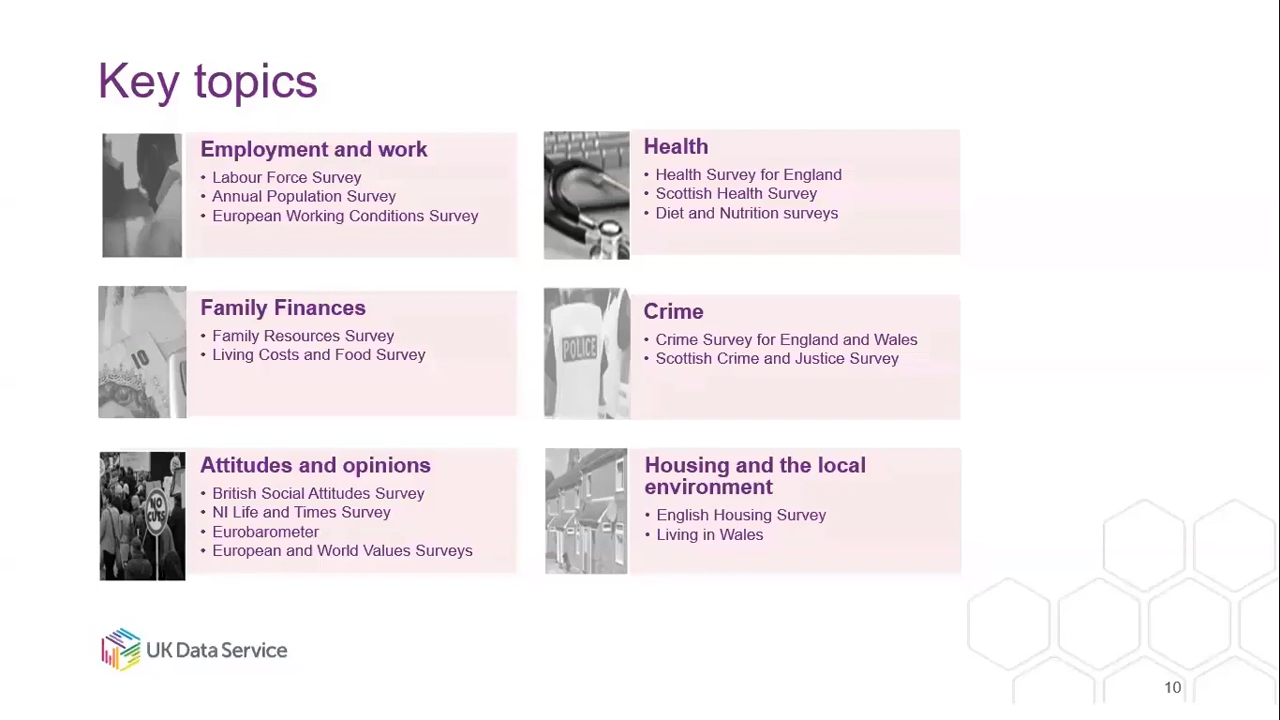 Key topics
Employment and work
• Labour Force Survey
• Annual Population Survey
• European Working Conditions Survey
Health
• Health Survey for England
• Scottish Health Survey
• Diet and Nutrition surveys
Family Finances
• Family Resources Survey
• Living Costs and Food Survey
10
Crime
• Crime Survey for England and Wales
• Scottish Crime and Justice Survey
POLICE
Attitudes and opinions
• British Social Attitudes Survey
• NI Life and Times Survey
• Eurobarometer
• European and World Values Surveys
NO
CUTS
Housing and the local
environment
• English Housing Survey
• Living in Wales
UK Data Service
10